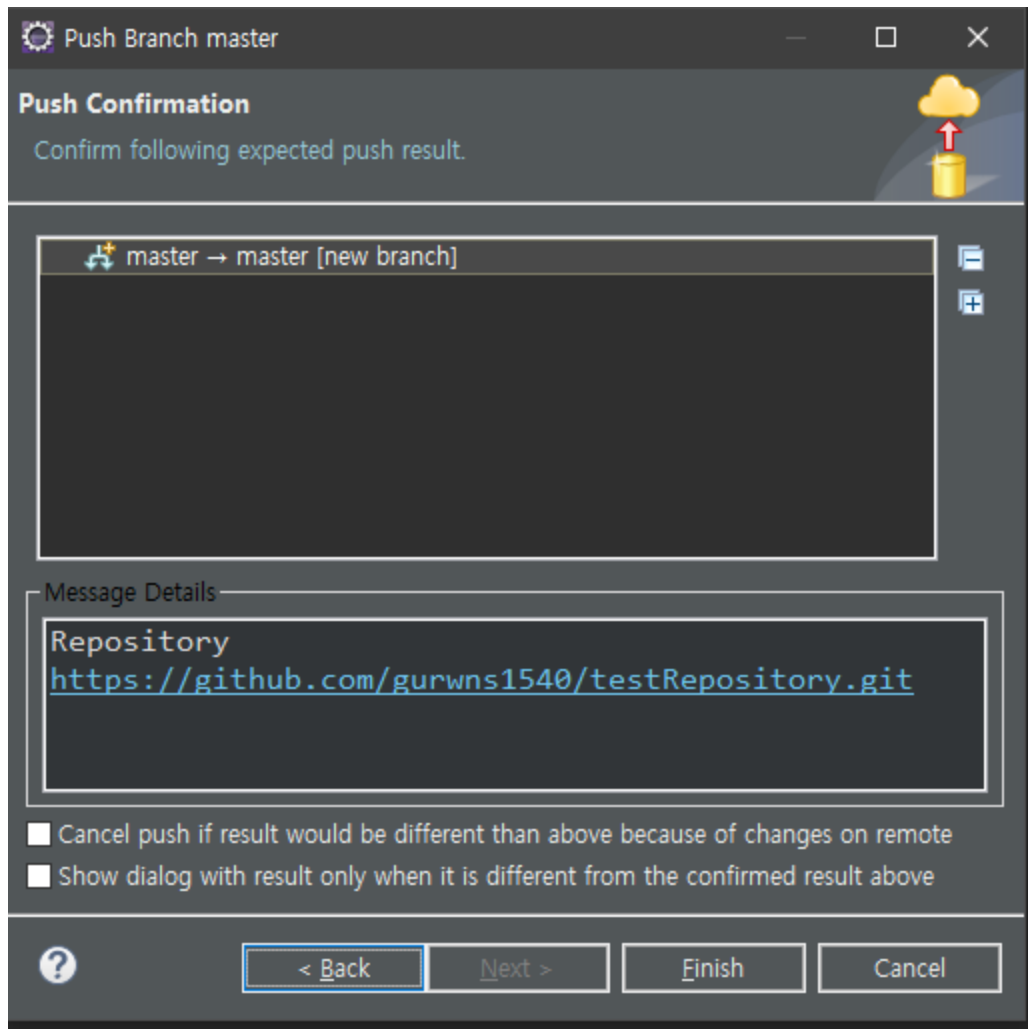 Push Branch master
Push Confirmation
Confirm following expected push result.
master → master [new branch]
Message Details
Repository
https://github.com/gurwns1540/testRepository.git
Cancel push if result would be different than above because of changes on remote
Show dialog with result only when it is different from the confirmed result above
< Back Next > Finish Cancel